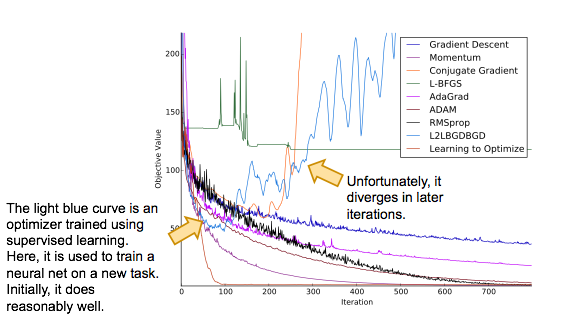 200
150
100
50
0
Objective Value
0 100 200 300 400 500 600 700
Iteration
Gradient Descent
Momentum
Conjugate Gradient
L-BFGS
AdaGrad
ADAM
RMSprop
L2LBGDBGD
Learning to Optimize
Unfortunately, it
diverges in later
iterations.
The light blue curve is an
optimizer trained using
supervised learning.
Here, it is used to train a
neural net on a new task.
Initially, it does
reasonably well.